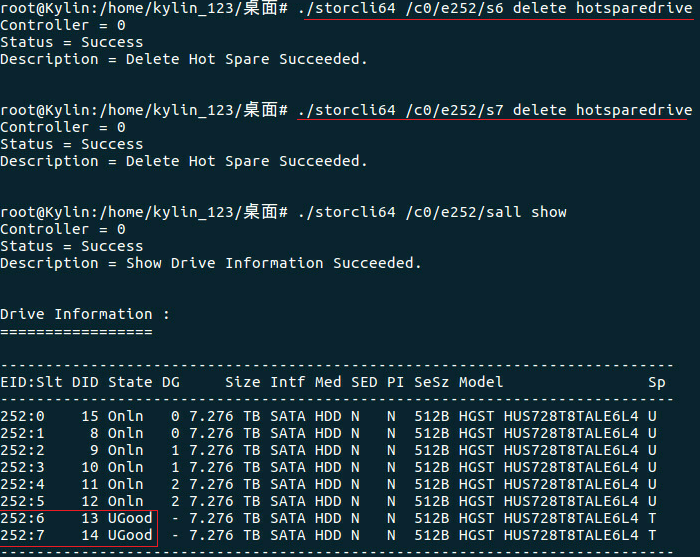 root@Kylin:/home/kylin_123/桌面# ./storcli64 /c0/e252/s6 delete hotsparedrive
Controller = 0
Status = Success
Description = Delete Hot Spare Succeeded.
root@Kylin:/home/kylin_123/桌面# ./storcli64 /c0/e252/s7 delete hotsparedrive
Controller = 0
Status = Success
Description = Delete Hot Spare Succeeded.
root@Kylin:/home/kylin_123/桌面# ./storcli64 /c0/e252/sall show
Controller = 0
Status = Success
Description = Show Drive Information Succeeded.
Drive Information :
=================
---------------------------------------------------------------------------
EID:Slt DID State DG     Size Intf Med SED PI SeSz Model                Sp
---------------------------------------------------------------------------
252:0    15 Onln   0 7.276 TB SATA HDD N   N  512B HGST HUS728T8TALE6L4 U
252:1     8 Onln   0 7.276 TB SATA HDD N   N  512B HGST HUS728T8TALE6L4 U
252:2     9 Onln   1 7.276 TB SATA HDD N   N  512B HGST HUS728T8TALE6L4 U
252:3    10 Onln   1 7.276 TB SATA HDD N   N  512B HGST HUS728T8TALE6L4 U
252:4    11 Onln   2 7.276 TB SATA HDD N   N  512B HGST HUS728T8TALE6L4 U
252:5    12 Onln   2 7.276 TB SATA HDD N   N  512B HGST HUS728T8TALE6L4 U
252:6    13 UGood  - 7.276 TB SATA HDD N   N  512B HGST HUS728T8TALE6L4 T
252:7    14 UGood  - 7.276 TB SATA HDD N   N  512B HGST HUS728T8TALE6L4 T
---------------------------------------------------------------------------